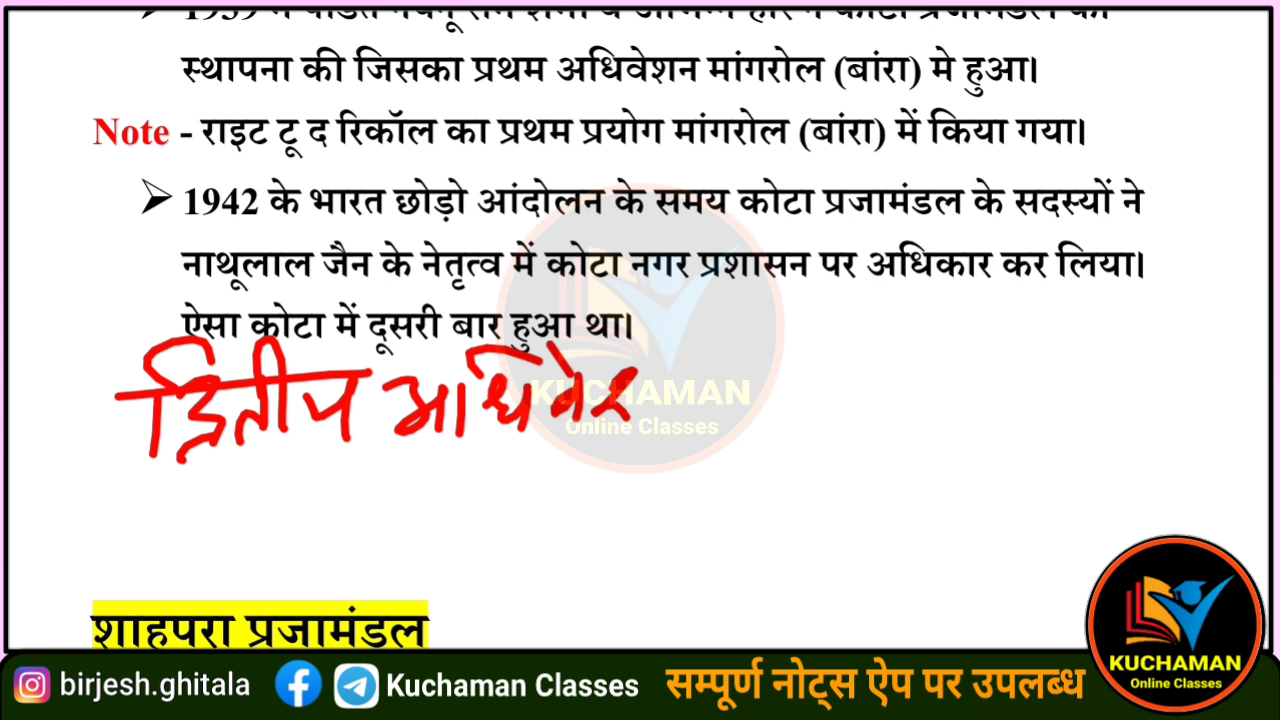 स्थापना की जिसका प्रथम अधिवेशन मांगरोल (बांरा) मे हुआ।
Note - राइट टू द रिकॉल का प्रथम प्रयोग मांगरोल (बांरा) में किया गया।
➢ 1942 के भारत छोड़ो आंदोलन के समय कोटा प्रजामंडल के सदस्यों ने
नाथूलाल जैन के नेतृत्व में कोटा नगर प्रशासन पर अधिकार कर लिया।
ऐसा कोटा में दूसरी बार हुआ था।
द्वितीय अधिवे
KUCHAMAN
Online Classes
शाहपुरा प्रजामंडल
birjesh.ghitala
Kuchaman Classes
सम्पूर्ण नोट्स ऐप पर उपलब्ध
KUCHAMAN
Online Classes